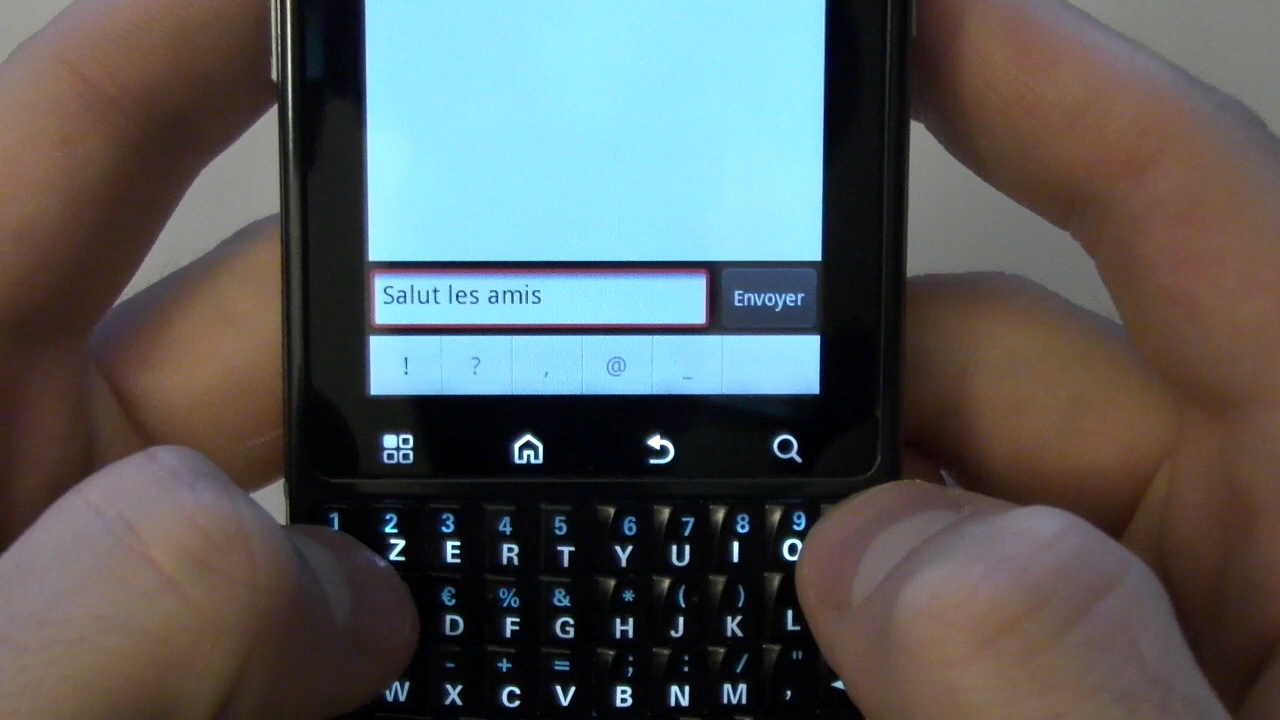 Salut les amis Envoyer
! ? , @ _
1 2 3 4 5 6 7 8 9
Z E R T Y U I O
€ % & * ( )
D F G H J K L
- + = ; : / "
W X C V B N M ,